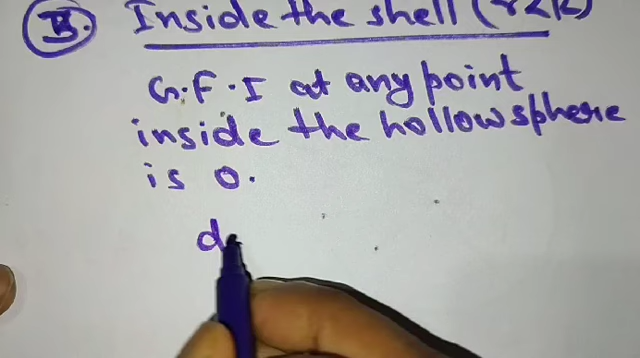 B. Inside the shell (r<R)
G.F.I at any point
inside the hollow sphere
is 0.
d